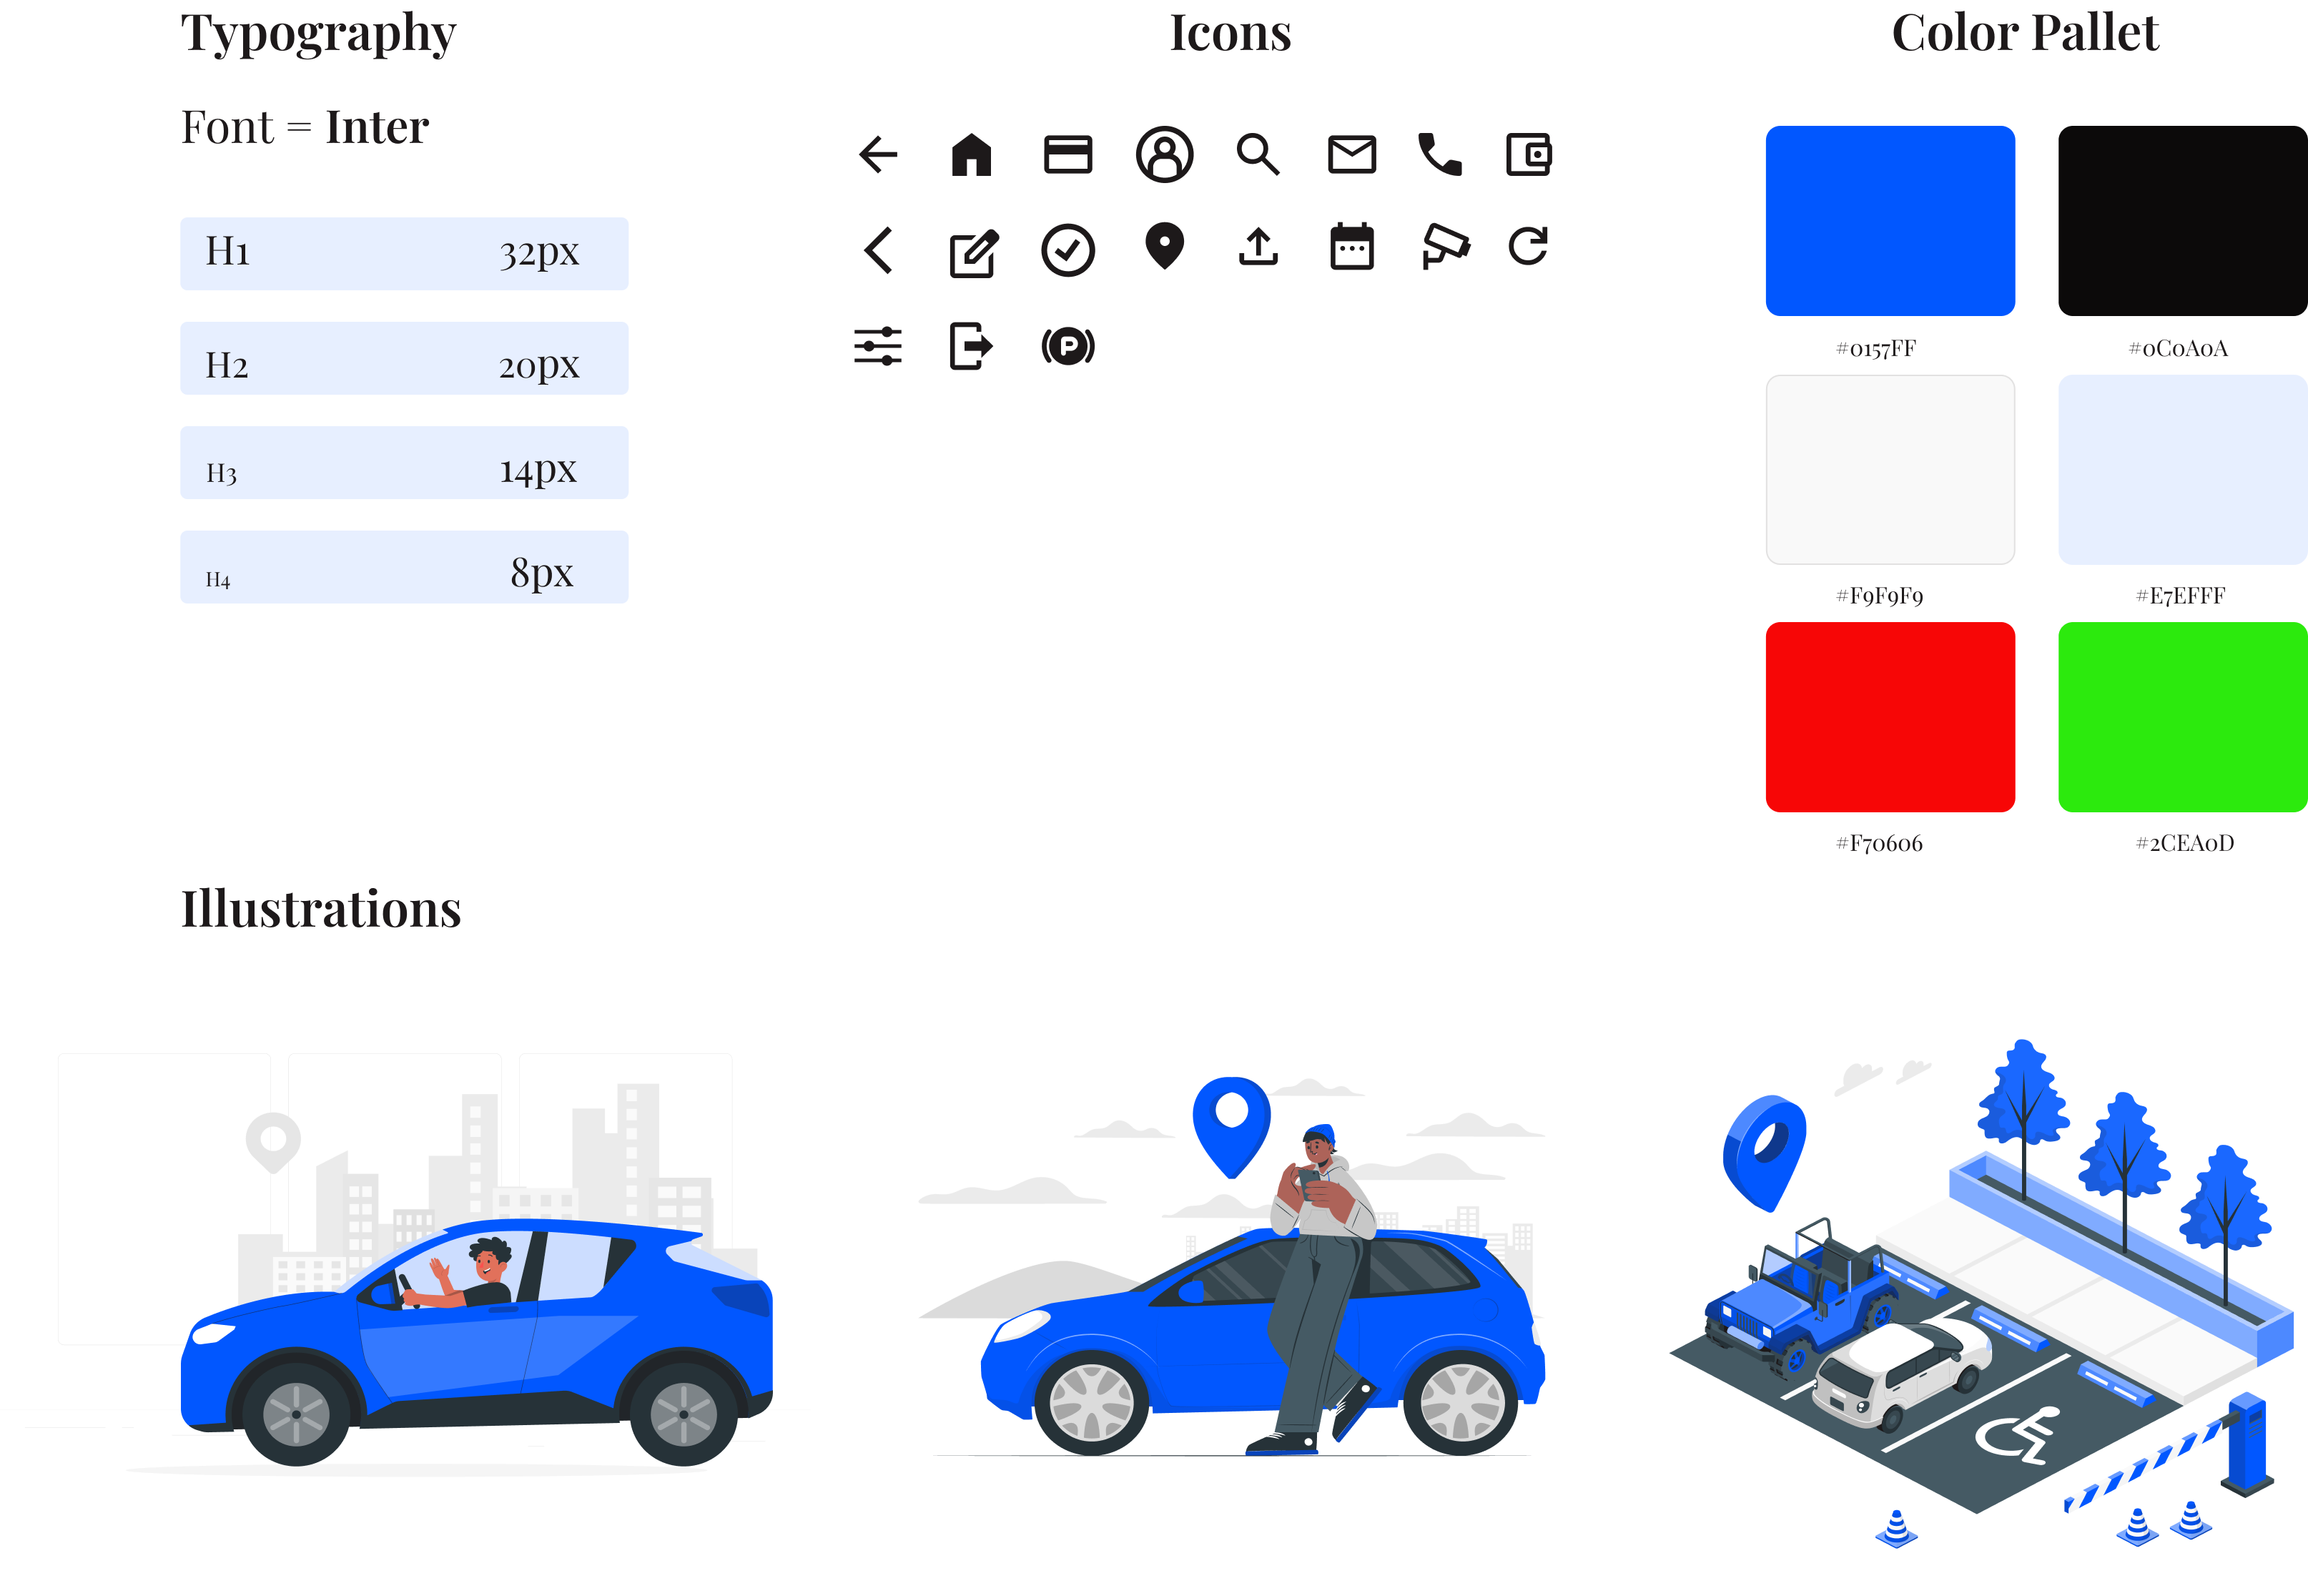 Typography
Font = Inter
H1 32px
H2 20px
H3 14px
H4 8px
Icons
P
Color Pallet
#0157FF #0C0A0A
#F9F9F9 #E7EFFF
#F70606 #2CEA0D
Illustrations